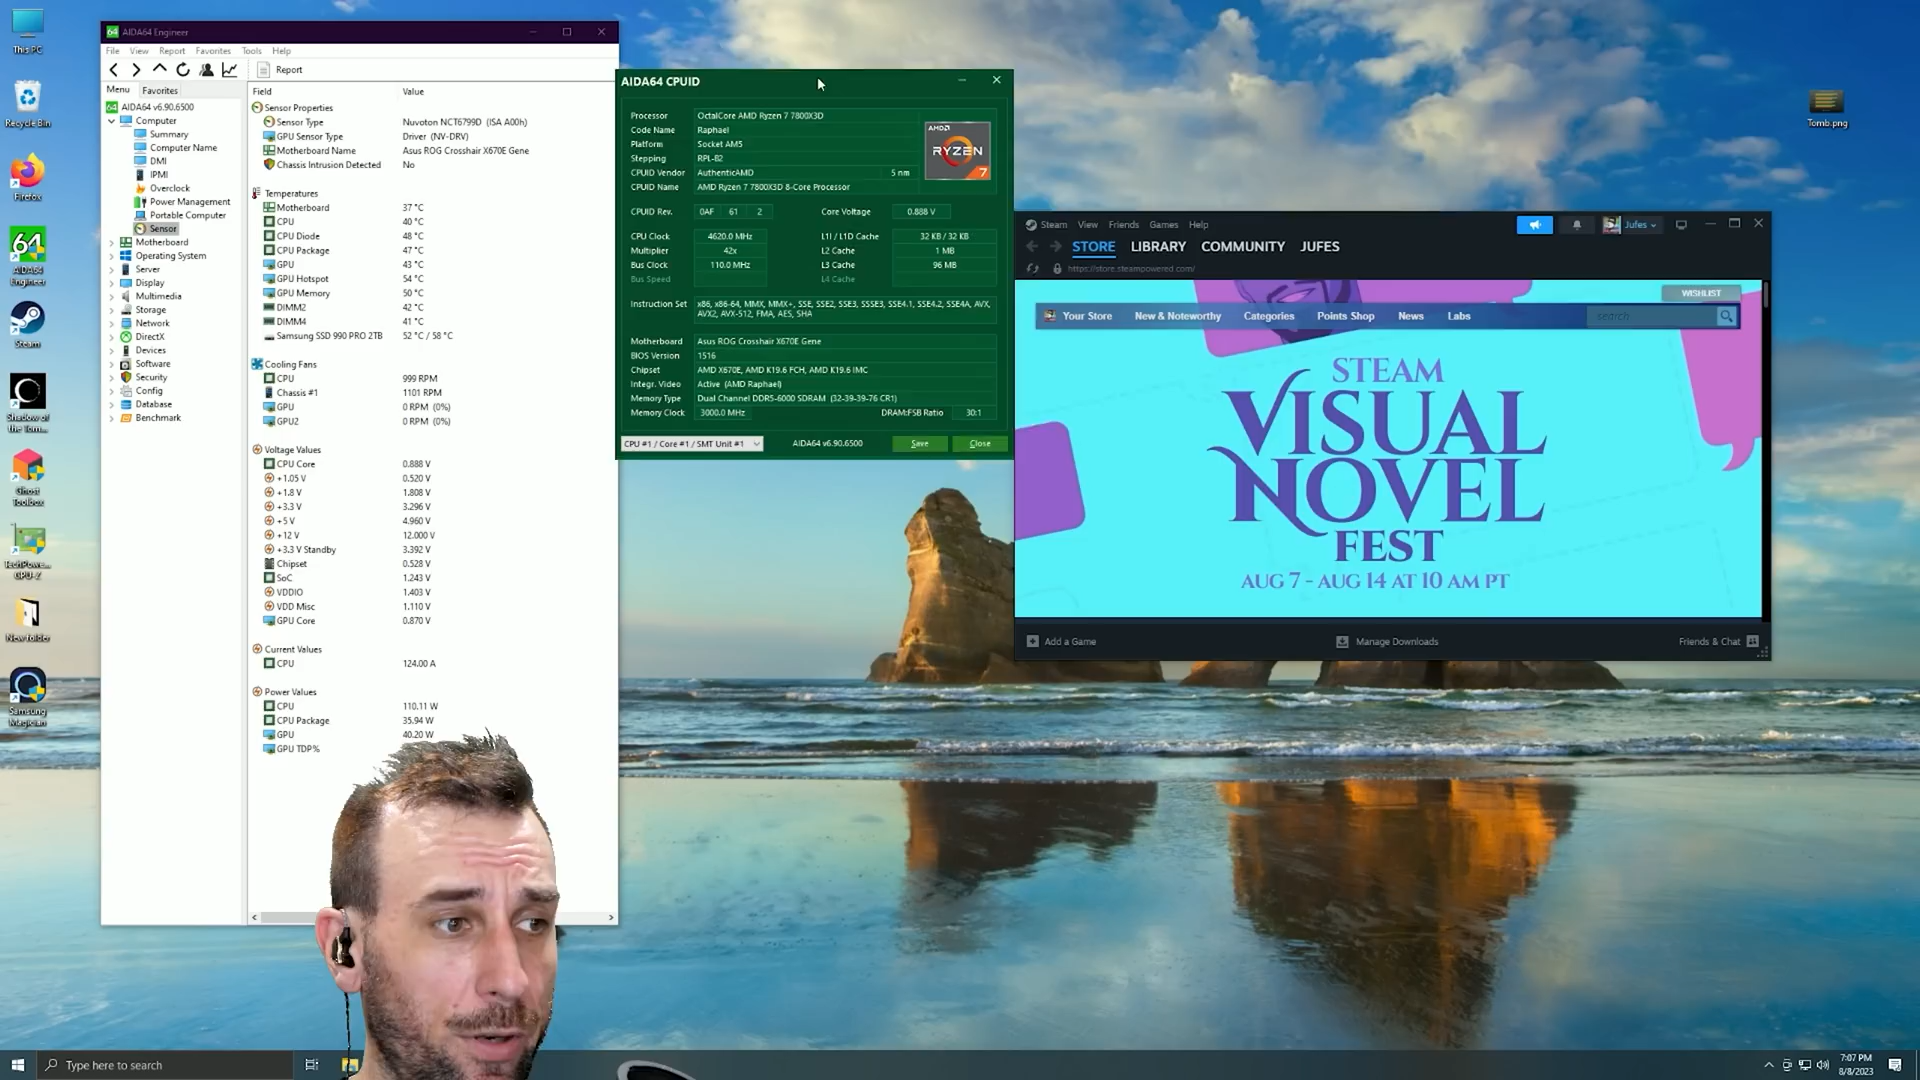 This PC
Recycle Bin
Firefox
AIDA64
Engineer
Steam
Shadow of
the Tom...
Ghost
Toolbox
TechPowe...
GPU-Z
New folder
Samsung
Magician
64 AIDA64 Engineer
File View Report Favorites Tools Help
Report
Menu Favorites
64 AIDA64 v6.90.6500
Computer
Summary
Computer Name
DMI
IPMI
Overclock
Power Management
Portable Computer
Sensor
Motherboard
Operating System
Server
Display
Multimedia
Storage
Network
DirectX
Devices
Software
Security
Config
Database
Benchmark
Field Value
Sensor Properties
Sensor Type Nuvoton NCT6799D (ISA A00h)
GPU Sensor Type Driver (NV-DRV)
Motherboard Name Asus ROG Crosshair X670E Gene
Chassis Intrusion Detected No
Temperatures
Motherboard 37 °C
CPU 40 °C
CPU Diode 48 °C
CPU Package 47 °C
GPU 43 °C
GPU Hotspot 54 °C
GPU Memory 50 °C
DIMM2 42 °C
DIMM4 41 °C
Samsung SSD 990 PRO 2TB 52 °C / 58 °C
Cooling Fans
CPU 999 RPM
Chassis #1 1101 RPM
GPU 0 RPM (0%)
GPU2 0 RPM (0%)
Voltage Values
CPU Core 0.888 V
+1.05 V 0.520 V
+1.8 V 1.808 V
+3.3 V 3.296 V
+5 V 4.960 V
+12 V 12.000 V
+3.3 V Standby 3.392 V
Chipset 0.528 V
SoC 1.243 V
VDDIO 1.403 V
VDD Misc 1.110 V
GPU Core 0.870 V
Current Values
CPU 124.00 A
Power Values
CPU 110.11 W
CPU Package 35.94 W
GPU 40.20 W
GPU TDP%
AIDA64 CPUID
Processor OctalCore AMD Ryzen 7 7800X3D
Code Name Raphael
Platform Socket AM5
Stepping RPL-B2
CPUID Vendor AuthenticAMD 5 nm
CPUID Name AMD Ryzen 7 7800X3D 8-Core Processor
AMD
RYZEN
7
CPUID Rev. 0AF 61 2 Core Voltage 0.888 V
CPU Clock 4620.0 MHz L1I / L1D Cache 32 KB / 32 KB
Multiplier 42x L2 Cache 1 MB
Bus Clock 110.0 MHz L3 Cache 96 MB
Bus Speed L4 Cache
Instruction Set x86, x86-64, MMX, MMX+, SSE, SSE2, SSE3, SSSE3, SSE4.1, SSE4.2, SSE4A, AVX,
AVX2, AVX-512, FMA, AES, SHA
Motherboard Asus ROG Crosshair X670E Gene
BIOS Version 1516
Chipset AMD X670E, AMD K19.6 FCH, AMD K19.6 IMC
Integr. Video Active (AMD Raphael)
Memory Type Dual Channel DDR5-6000 SDRAM (32-39-39-76 CR1)
Memory Clock 3000.0 MHz DRAM:FSB Ratio 30:1
CPU #1 / Core #1 / SMT Unit #1 AIDA64 v6.90.6500 Save Close
Steam View Friends Games Help Jufes
STORE LIBRARY COMMUNITY JUFES
https://store.steampowered.com/
WISHLIST
Your Store New & Noteworthy Categories Points Shop News Labs search
STEAM
VISUAL
NOVEL
FEST
AUG 7 - AUG 14 AT 10 AM PT
Add a Game Manage Downloads Friends & Chat
Tomb.png
Type here to search
7:07 PM
8/8/2023